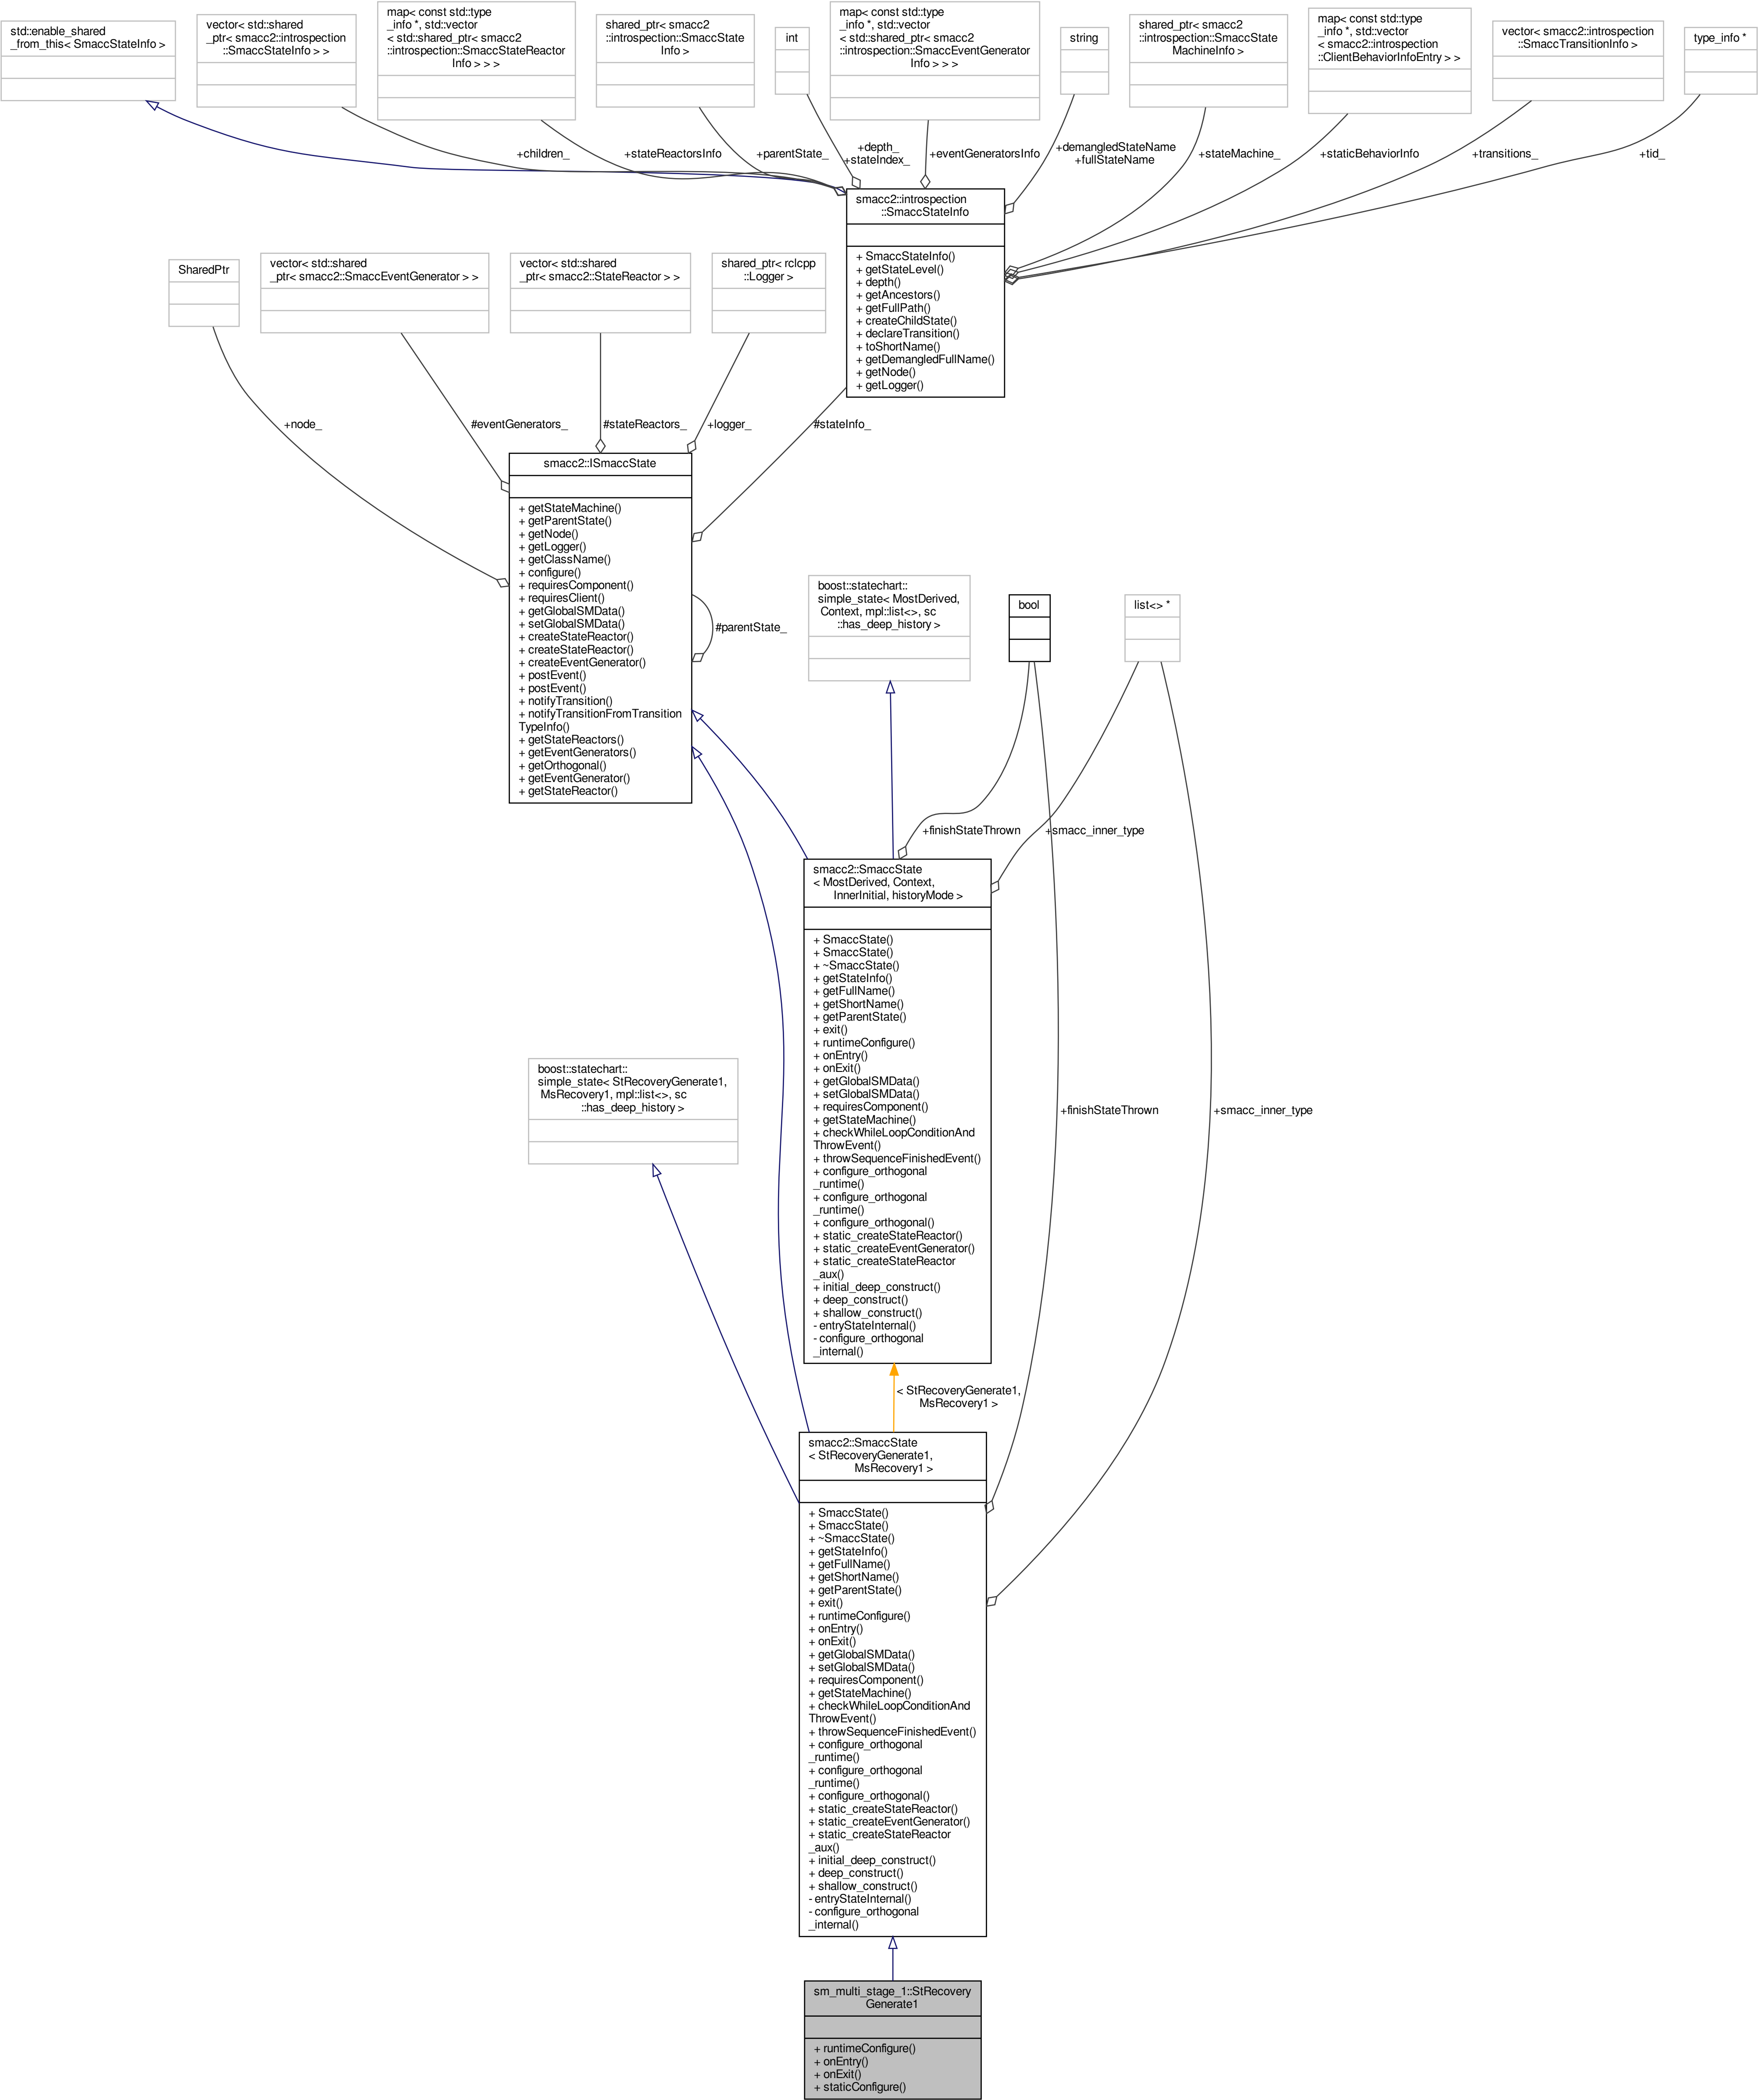 std::enable_shared
_from_this< SmaccStateInfo >
vector< std::shared
_ptr< smacc2::introspection
::SmaccStateInfo > >
map< const std::type
_info *, std::vector
< std::shared_ptr< smacc2
::introspection::SmaccStateReactor
Info > > >
shared_ptr< smacc2
::introspection::SmaccState
Info >
int
map< const std::type
_info *, std::vector
< std::shared_ptr< smacc2
::introspection::SmaccEventGenerator
Info > > >
string
shared_ptr< smacc2
::introspection::SmaccState
MachineInfo >
map< const std::type
_info *, std::vector
< smacc2::introspection
::ClientBehaviorInfoEntry > >
vector< smacc2::introspection
::SmaccTransitionInfo >
type_info *
+children_
+stateReactorsInfo
+parentState_
+depth_
+stateIndex_
+eventGeneratorsInfo
+demangledStateName
+fullStateName
+stateMachine_
+staticBehaviorInfo
+transitions_
+tid_
smacc2::introspection
::SmaccStateInfo
+ SmaccStateInfo()
+ getStateLevel()
+ depth()
+ getAncestors()
+ getFullPath()
+ createChildState()
+ declareTransition()
+ toShortName()
+ getDemangledFullName()
+ getNode()
+ getLogger()
SharedPtr
vector< std::shared
_ptr< smacc2::SmaccEventGenerator > >
vector< std::shared
_ptr< smacc2::StateReactor > >
shared_ptr< rclcpp
::Logger >
+node_
#eventGenerators_
#stateReactors_
+logger_
#stateInfo_
smacc2::ISmaccState
+ getStateMachine()
+ getParentState()
+ getNode()
+ getLogger()
+ getClassName()
+ configure()
+ requiresComponent()
+ requiresClient()
+ getGlobalSMData()
+ setGlobalSMData()
+ createStateReactor()
+ createStateReactor()
+ createEventGenerator()
+ postEvent()
+ postEvent()
+ notifyTransition()
+ notifyTransitionFromTransition
TypeInfo()
+ getStateReactors()
+ getEventGenerators()
+ getOrthogonal()
+ getEventGenerator()
+ getStateReactor()
#parentState_
boost::statechart::
simple_state< MostDerived,
Context, mpl::list<>, sc
::has_deep_history >
bool
list<> *
+finishStateThrown
+smacc_inner_type
smacc2::SmaccState
< MostDerived, Context,
InnerInitial, historyMode >
+ SmaccState()
+ SmaccState()
+ ~SmaccState()
+ getStateInfo()
+ getFullName()
+ getShortName()
+ getParentState()
+ exit()
+ runtimeConfigure()
+ onEntry()
+ onExit()
+ getGlobalSMData()
+ setGlobalSMData()
+ requiresComponent()
+ getStateMachine()
+ checkWhileLoopConditionAnd
ThrowEvent()
+ throwSequenceFinishedEvent()
+ configure_orthogonal
_runtime()
+ configure_orthogonal
_runtime()
+ configure_orthogonal()
+ static_createStateReactor()
+ static_createEventGenerator()
+ static_createStateReactor
_aux()
+ initial_deep_construct()
+ deep_construct()
+ shallow_construct()
- entryStateInternal()
- configure_orthogonal
_internal()
boost::statechart::
simple_state< StRecoveryGenerate1,
MsRecovery1, mpl::list<>, sc
::has_deep_history >
+finishStateThrown
+smacc_inner_type
< StRecoveryGenerate1,
MsRecovery1 >
smacc2::SmaccState
< StRecoveryGenerate1,
MsRecovery1 >
+ SmaccState()
+ SmaccState()
+ ~SmaccState()
+ getStateInfo()
+ getFullName()
+ getShortName()
+ getParentState()
+ exit()
+ runtimeConfigure()
+ onEntry()
+ onExit()
+ getGlobalSMData()
+ setGlobalSMData()
+ requiresComponent()
+ getStateMachine()
+ checkWhileLoopConditionAnd
ThrowEvent()
+ throwSequenceFinishedEvent()
+ configure_orthogonal
_runtime()
+ configure_orthogonal
_runtime()
+ configure_orthogonal()
+ static_createStateReactor()
+ static_createEventGenerator()
+ static_createStateReactor
_aux()
+ initial_deep_construct()
+ deep_construct()
+ shallow_construct()
- entryStateInternal()
- configure_orthogonal
_internal()
sm_multi_stage_1::StRecovery
Generate1
+ runtimeConfigure()
+ onEntry()
+ onExit()
+ staticConfigure()